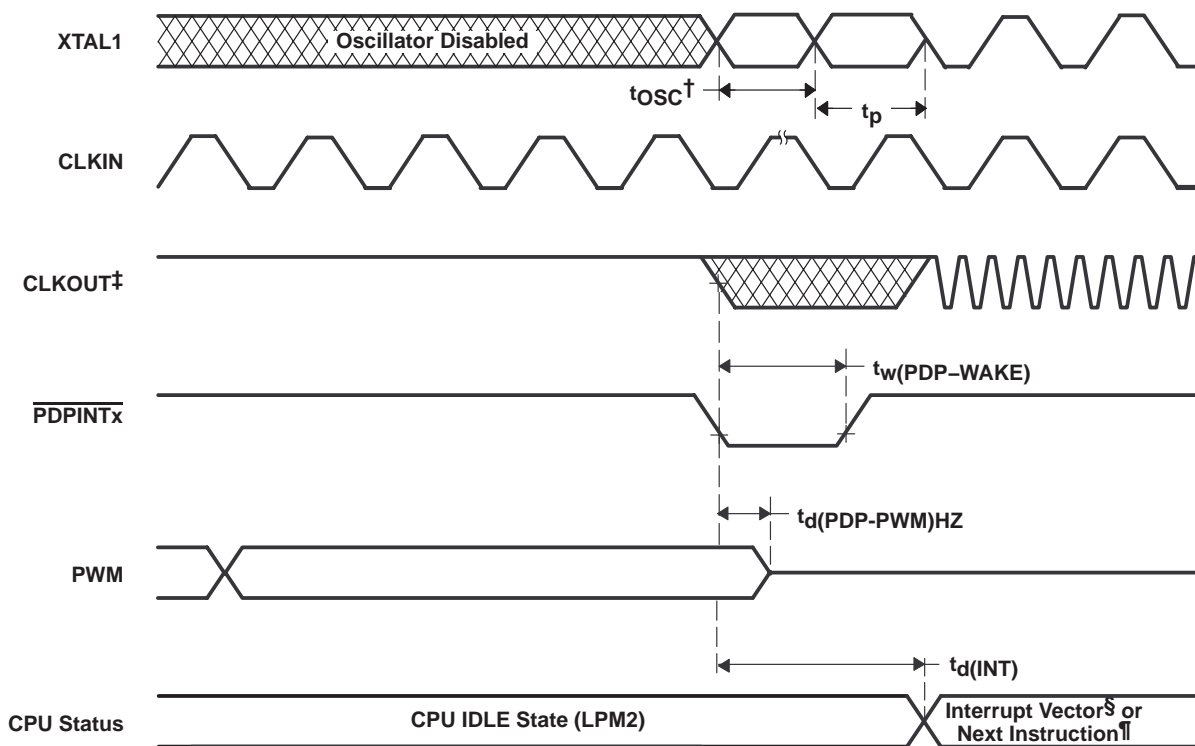 XTAL1
Oscillator Disabled
tOSC†
tp
CLKIN
CLKOUT‡
tw(PDP–WAKE)
PDPINTx
td(PDP-PWM)HZ
PWM
td(INT)
CPU Status
CPU IDLE State (LPM2)
Interrupt Vector§ or
Next Instruction¶